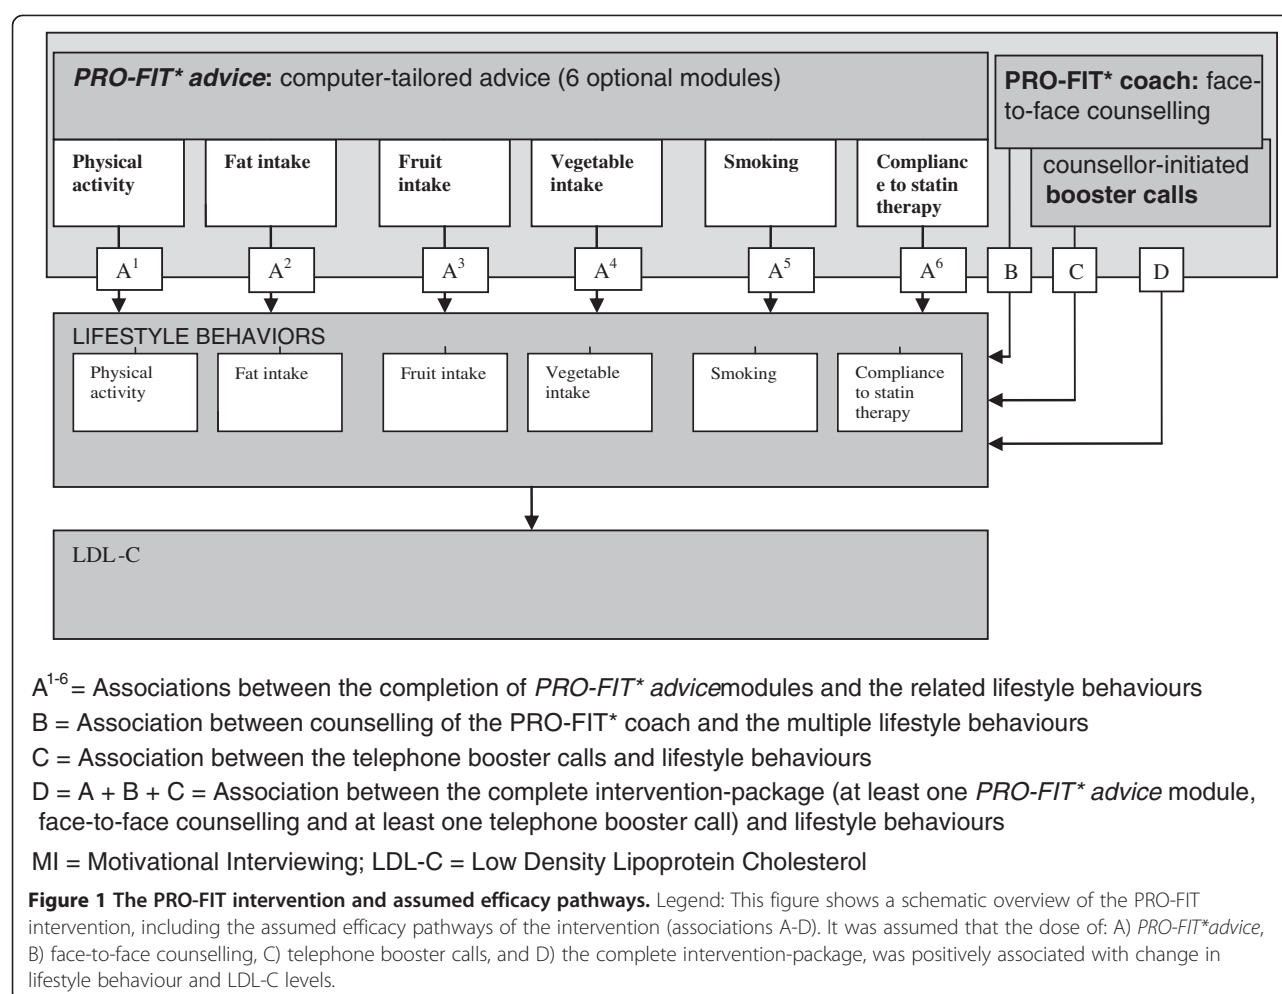 PRO-FIT* advice: computer-tailored advice (6 optional modules)
PRO-FIT* coach: face-
to-face counselling
counsellor-initiated
booster calls
Physical
activity
Fat intake
Fruit
intake
Vegetable
intake
Smoking
Complianc
e to statin
therapy
A1
A2
A3
A4
A5
A6
B
C
D
LIFESTYLE BEHAVIORS
Physical
activity
Fat intake
Fruit intake
Vegetable
intake
Smoking
Compliance
to statin
therapy
LDL-C
A1-6 = Associations between the completion of PRO-FIT* advicemodules and the related lifestyle behaviours
B = Association between counselling of the PRO-FIT* coach and the multiple lifestyle behaviours
C = Association between the telephone booster calls and lifestyle behaviours
D = A + B + C = Association between the complete intervention-package (at least one PRO-FIT* advice module,
face-to-face counselling and at least one telephone booster call) and lifestyle behaviours
MI = Motivational Interviewing; LDL-C = Low Density Lipoprotein Cholesterol
Figure 1 The PRO-FIT intervention and assumed efficacy pathways. Legend: This figure shows a schematic overview of the PRO-FIT
intervention, including the assumed efficacy pathways of the intervention (associations A-D). It was assumed that the dose of: A) PRO-FIT*advice,
B) face-to-face counselling, C) telephone booster calls, and D) the complete intervention-package, was positively associated with change in
lifestyle behaviour and LDL-C levels.